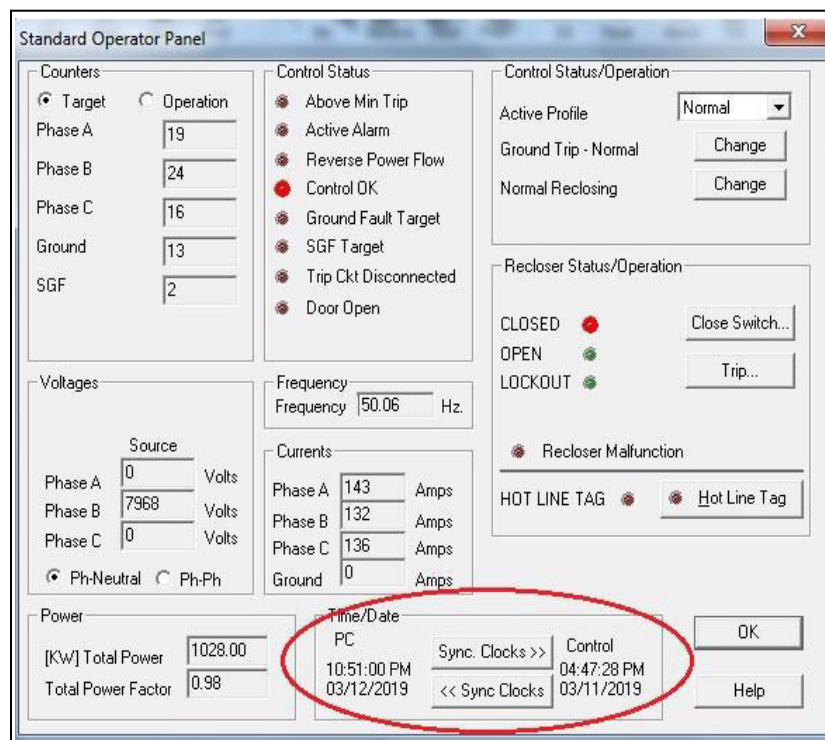 Standard Operator Panel
Counters
Target Operation
Phase A 19
Phase B 24
Phase C 16
Ground 13
SGF 2
Control Status
Above Min Trip
Active Alarm
Reverse Power Flow
Control OK
Ground Fault Target
SGF Target
Trip Ckt Disconnected
Door Open
Control Status/Operation
Active Profile Normal
Ground Trip - Normal Change
Normal Reclosing Change
Recloser Status/Operation
CLOSED Close Switch...
OPEN
LOCKOUT Trip...
Recloser Malfunction
HOT LINE TAG Hot Line Tag
Voltages
Source
Phase A 0 Volts
Phase B 7968 Volts
Phase C 0 Volts
Ph-Neutral Ph-Ph
Frequency
Frequency 50.06 Hz.
Currents
Phase A 143 Amps
Phase B 132 Amps
Phase C 136 Amps
Ground 0 Amps
Power
[KW] Total Power 1028.00
Total Power Factor 0.98
Time/Date
PC
10:51:00 PM
03/12/2019
Sync. Clocks >>
<< Sync Clocks
Control
04:47:28 PM
03/11/2019
OK
Help